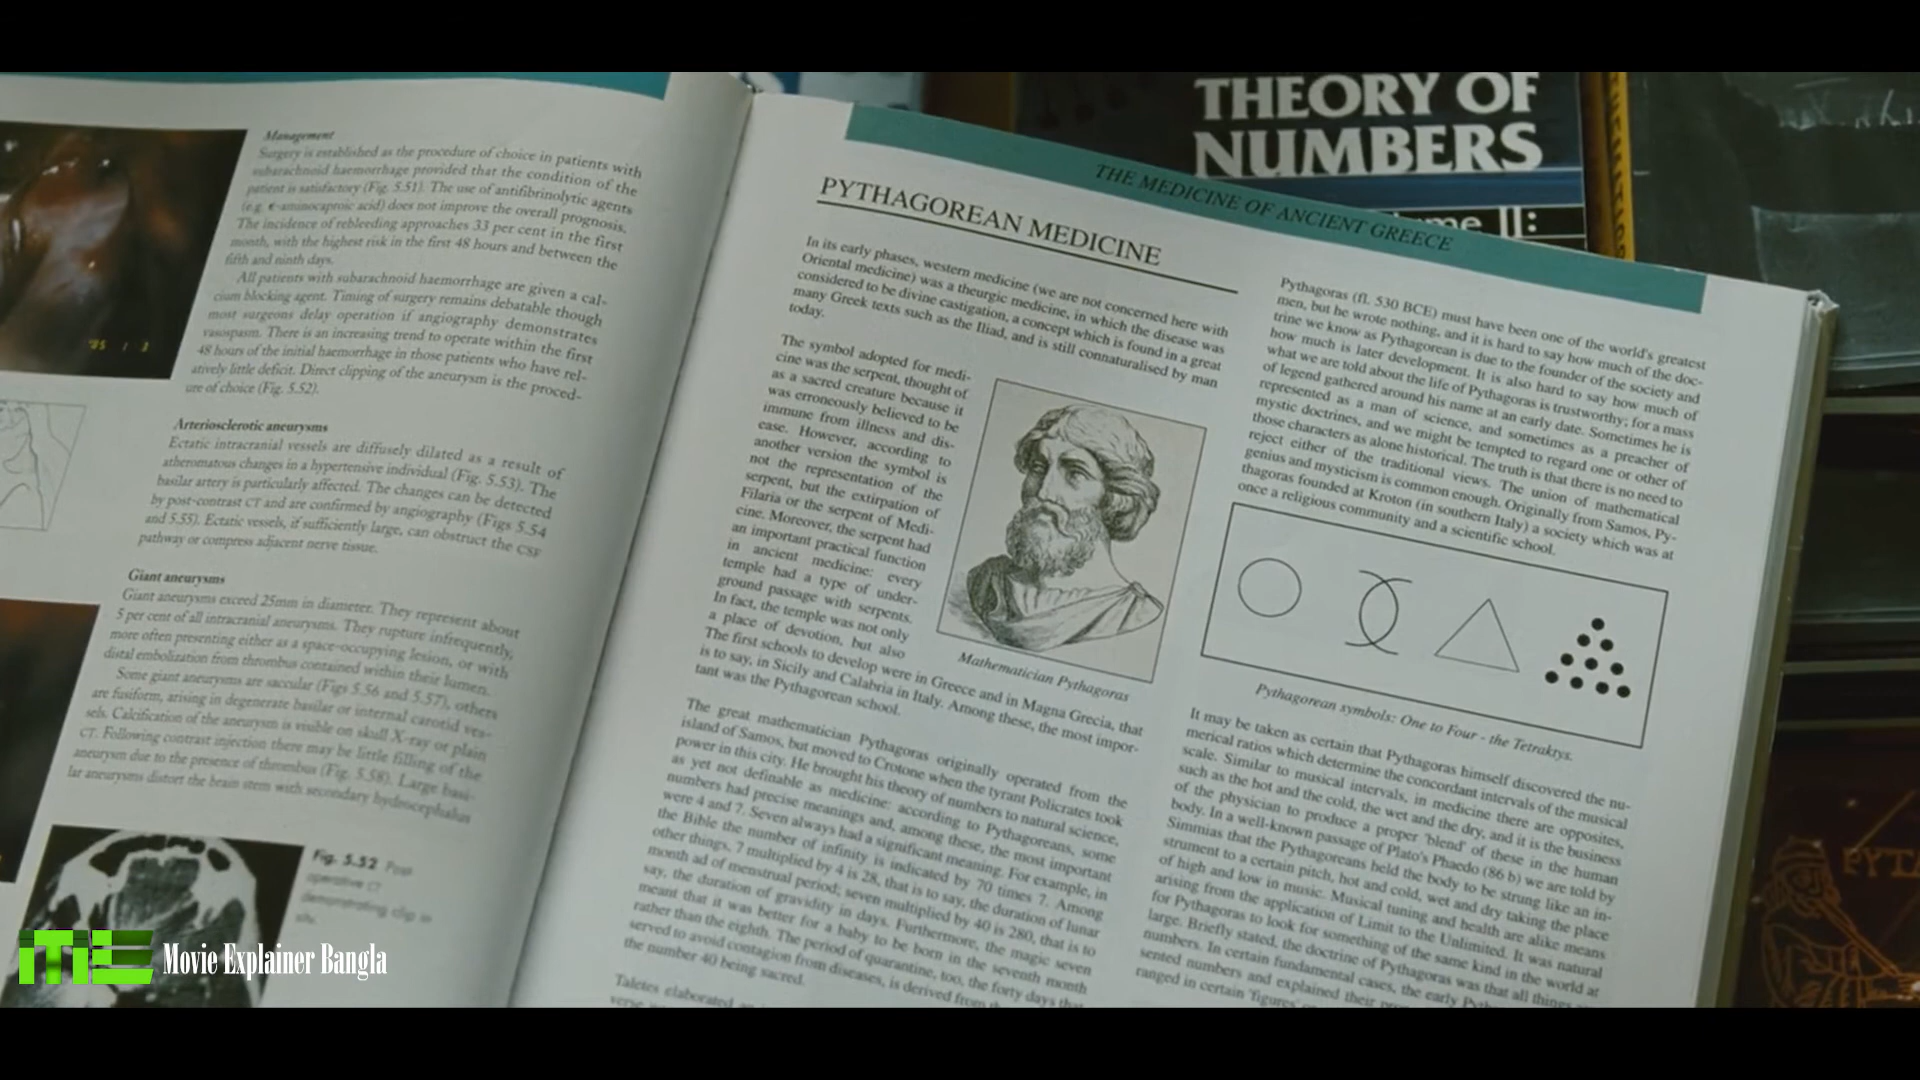 Management
Surgery is established as the procedure of choice in patients with
subarachnoid haemorrhage provided that the condition of the
patient is satisfactory (Fig. 5.51). The use of antifibrinolytic agents
(e.g. ε-aminocaproic acid) does not improve the overall prognosis.
The incidence of rebleeding approaches 33 per cent in the first
month, with the highest risk in the first 48 hours and between the
fifth and ninth days.
All patients with subarachnoid haemorrhage are given a cal-
cium blocking agent. Timing of surgery remains debatable though
most surgeons delay operation if angiography demonstrates
vasospasm. There is an increasing trend to operate within the first
48 hours of the initial haemorrhage in those patients who have rel-
atively little deficit. Direct clipping of the aneurysm is the proced-
ure of choice (Fig. 5.52).
Arteriosclerotic aneurysms
Ectatic intracranial vessels are diffusely dilated as a result of
atheromatous changes in a hypertensive individual (Fig. 5.53). The
basilar artery is particularly affected. The changes can be detected
by post-contrast CT and are confirmed by angiography (Figs 5.54
and 5.55). Ectatic vessels, if sufficiently large, can obstruct the CSF
pathway or compress adjacent nerve tissue.
Giant aneurysms
Giant aneurysms exceed 25mm in diameter. They represent about
5 per cent of all intracranial aneurysms. They rupture infrequently,
more often presenting either as a space-occupying lesion, or with
distal embolization from thrombus contained within their lumen.
Some giant aneurysms are saccular (Figs 5.56 and 5.57), others
are fusiform, arising in degenerate basilar or internal carotid ves-
sels. Calcification of the aneurysm is visible on skull X-ray or plain
CT. Following contrast injection there may be little filling of the
aneurysm due to the presence of thrombus (Fig. 5.58). Large basi-
lar aneurysms distort the brain stem with secondary hydrocephalus
Fig. 5.52 Post
operative CT
demonstrating clip in
situ.
THE MEDICINE OF ANCIENT GREECE
PYTHAGOREAN MEDICINE
In its early phases, western medicine (we are not concerned here with
Oriental medicine) was a theurgic medicine, in which the disease was
considered to be divine castigation, a concept which is found in a great
many Greek texts such as the Iliad, and is still connaturalised by man
today.
The symbol adopted for medi-
cine was the serpent, thought of
as a sacred creature because it
was erroneously believed to be
immune from illness and dis-
ease. However, according to
another version the symbol is
not the representation of the
serpent, but the extirpation of
Filaria or the serpent of Medi-
cine. Moreover, the serpent had
an important practical function
in ancient medicine: every
temple had a type of under-
ground passage with serpents.
In fact, the temple was not only
a place of devotion, but also
The first schools to develop were in Greece and in Magna Grecia, that
is to say, in Sicily and Calabria in Italy. Among these, the most impor-
tant was the Pythagorean school.
Mathematician Pythagoras
The great mathematician Pythagoras originally operated from the
island of Samos, but moved to Crotone when the tyrant Policrates took
power in this city. He brought his theory of numbers to natural science,
as yet not definable as medicine: according to Pythagoreans, some
numbers had precise meanings and, among these, the most important
were 4 and 7. Seven always had a significant meaning. For example, in
the Bible the number of infinity is indicated by 70 times 7. Among
other things, 7 multiplied by 4 is 28, that is to say, the duration of lunar
month ad of menstrual period; seven multiplied by 40 is 280, that is to
say, the duration of gravidity in days. Furthermore, the magic seven
meant that it was better for a baby to be born in the seventh month
rather than the eighth. The period of quarantine, too, the forty days that
served to avoid contagion from diseases, is derived from
the number 40 being sacred.
Taletes elaborated
Pythagoras (fl. 530 BCE) must have been one of the world's greatest
men, but he wrote nothing, and it is hard to say how much of the doc-
trine we know as Pythagorean is due to the founder of the society and
how much is later development. It is also hard to say how much of
what we are told about the life of Pythagoras is trustworthy; for a mass
of legend gathered around his name at an early date. Sometimes he is
represented as a man of science, and sometimes as a preacher of
mystic doctrines, and we might be tempted to regard one or other of
those characters as alone historical. The truth is that there is no need to
reject either of the traditional views. The union of mathematical
genius and mysticism is common enough. Originally from Samos, Py-
thagoras founded at Kroton (in southern Italy) a society which was at
once a religious community and a scientific school.
Pythagorean symbols: One to Four - the Tetraktys.
It may be taken as certain that Pythagoras himself discovered the nu-
merical ratios which determine the concordant intervals of the musical
scale. Similar to musical intervals, in medicine there are opposites,
such as the hot and the cold, the wet and the dry, and it is the business
of the physician to produce a proper 'blend' of these in the human
body. In a well-known passage of Plato's Phaedo (86 b) we are told by
Simmias that the Pythagoreans held the body to be strung like an in-
strument to a certain pitch, hot and cold, wet and dry taking the place
of high and low in music. Musical tuning and health are alike means
arising from the application of Limit to the Unlimited. It was natural
for Pythagoras to look for something of the same kind in the world at
large. Briefly stated, the doctrine of Pythagoras was that all things
sented numbers and explained their
numbers. In certain fundamental cases, the early
ranged in certain 'figures'
THEORY OF
NUMBERS
II:
Movie Explainer Bangla